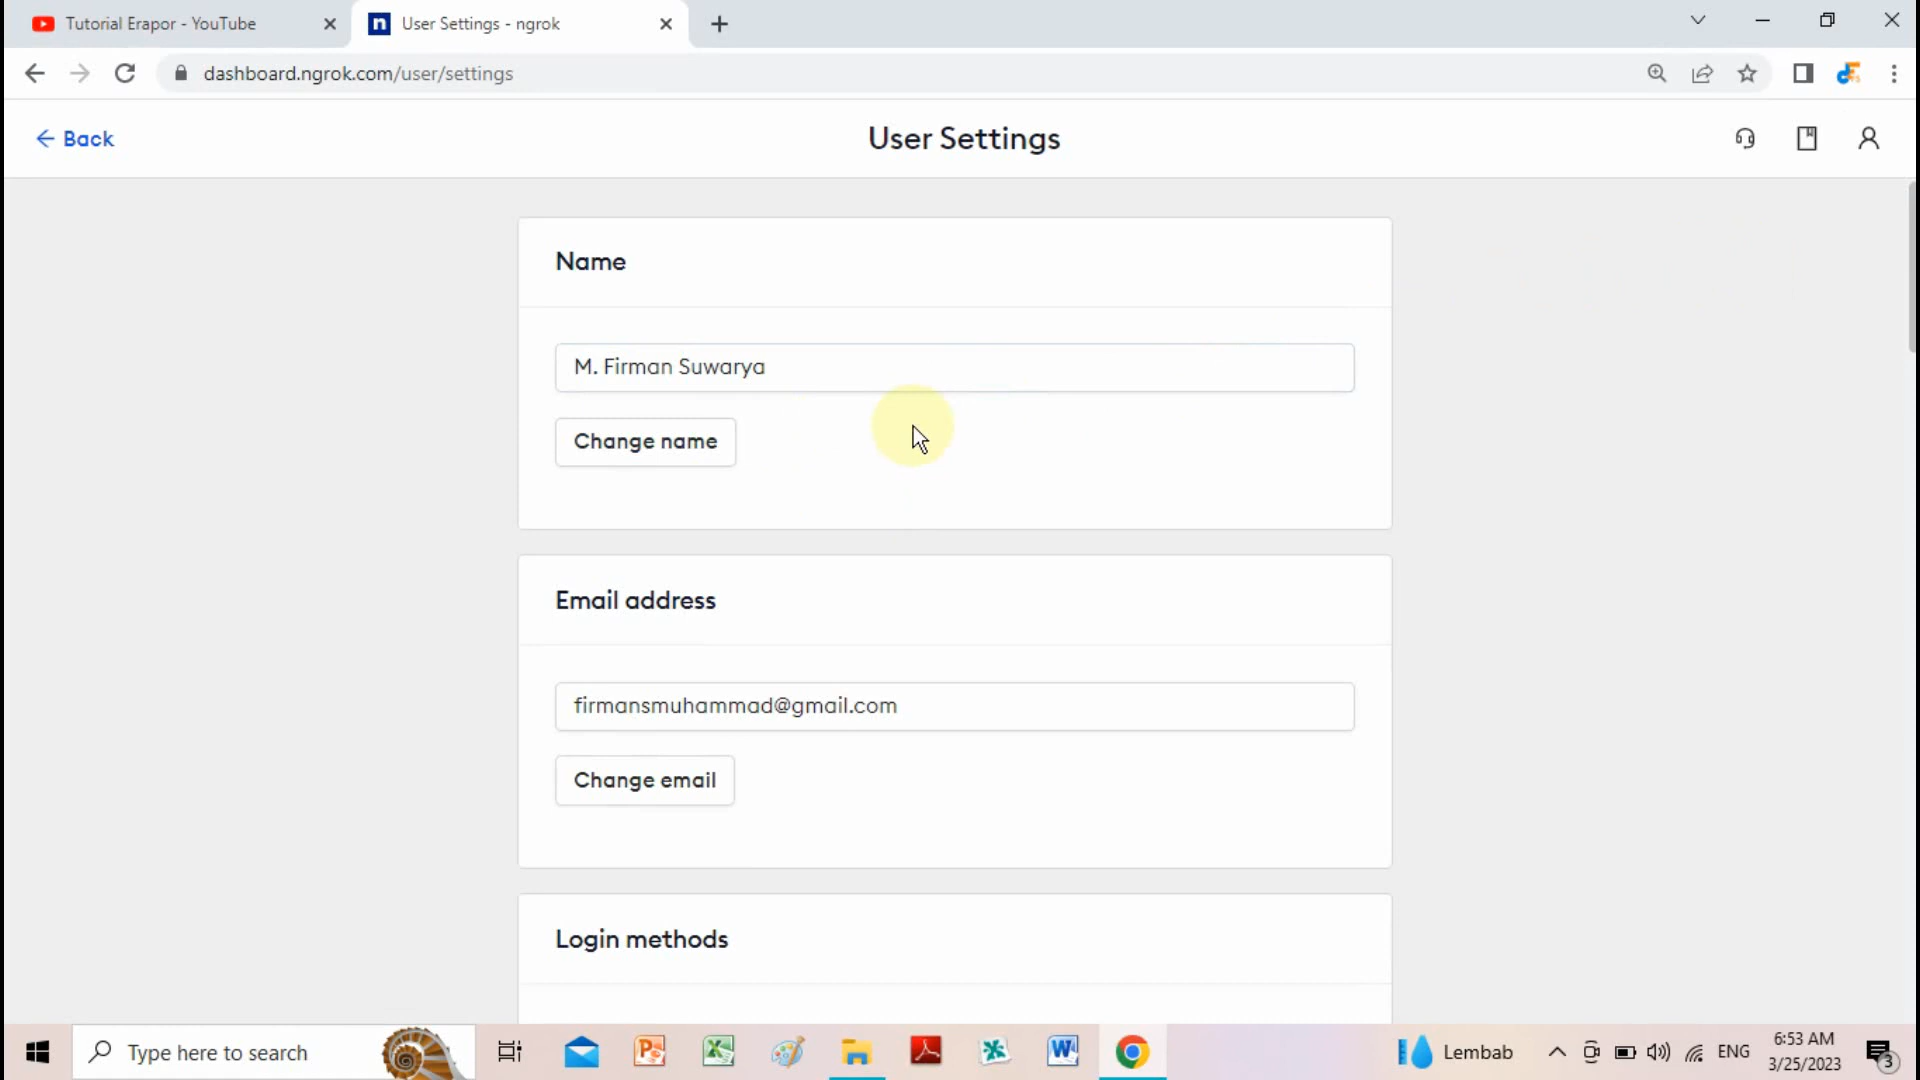 Tutorial Erapor - YouTube
User Settings - ngrok
dashboard.ngrok.com/user/settings
Back
User Settings
Name
M. Firman Suwarya
Change name
Email address
firmansmuhammad@gmail.com
Change email
Login methods
Type here to search
Lembab
ENG
6:53 AM
3/25/2023
3